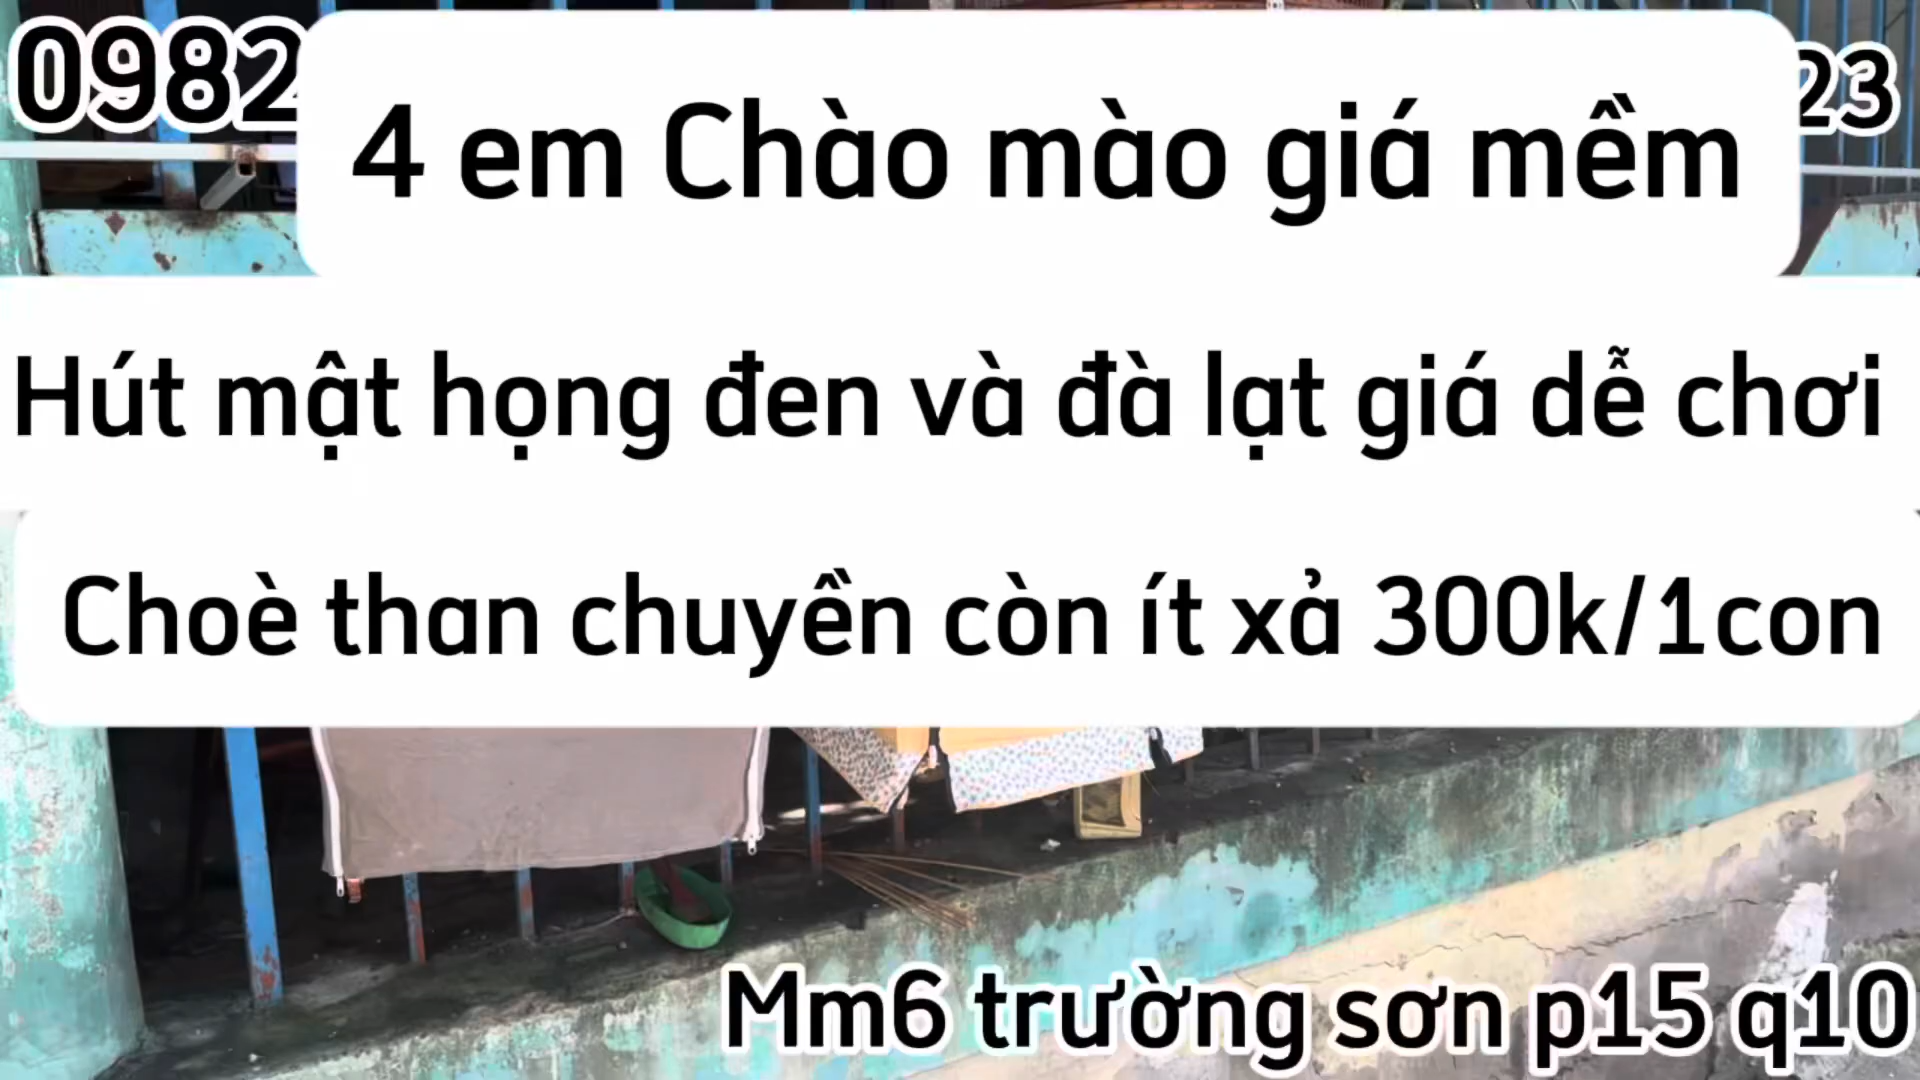 0982
23
4 em Chào mào giá mềm
Hút mật họng đen và đà lạt giá dễ chơi
Choè than chuyền còn ít xả 300k/1con
Mm6 trường sơn p15 q10